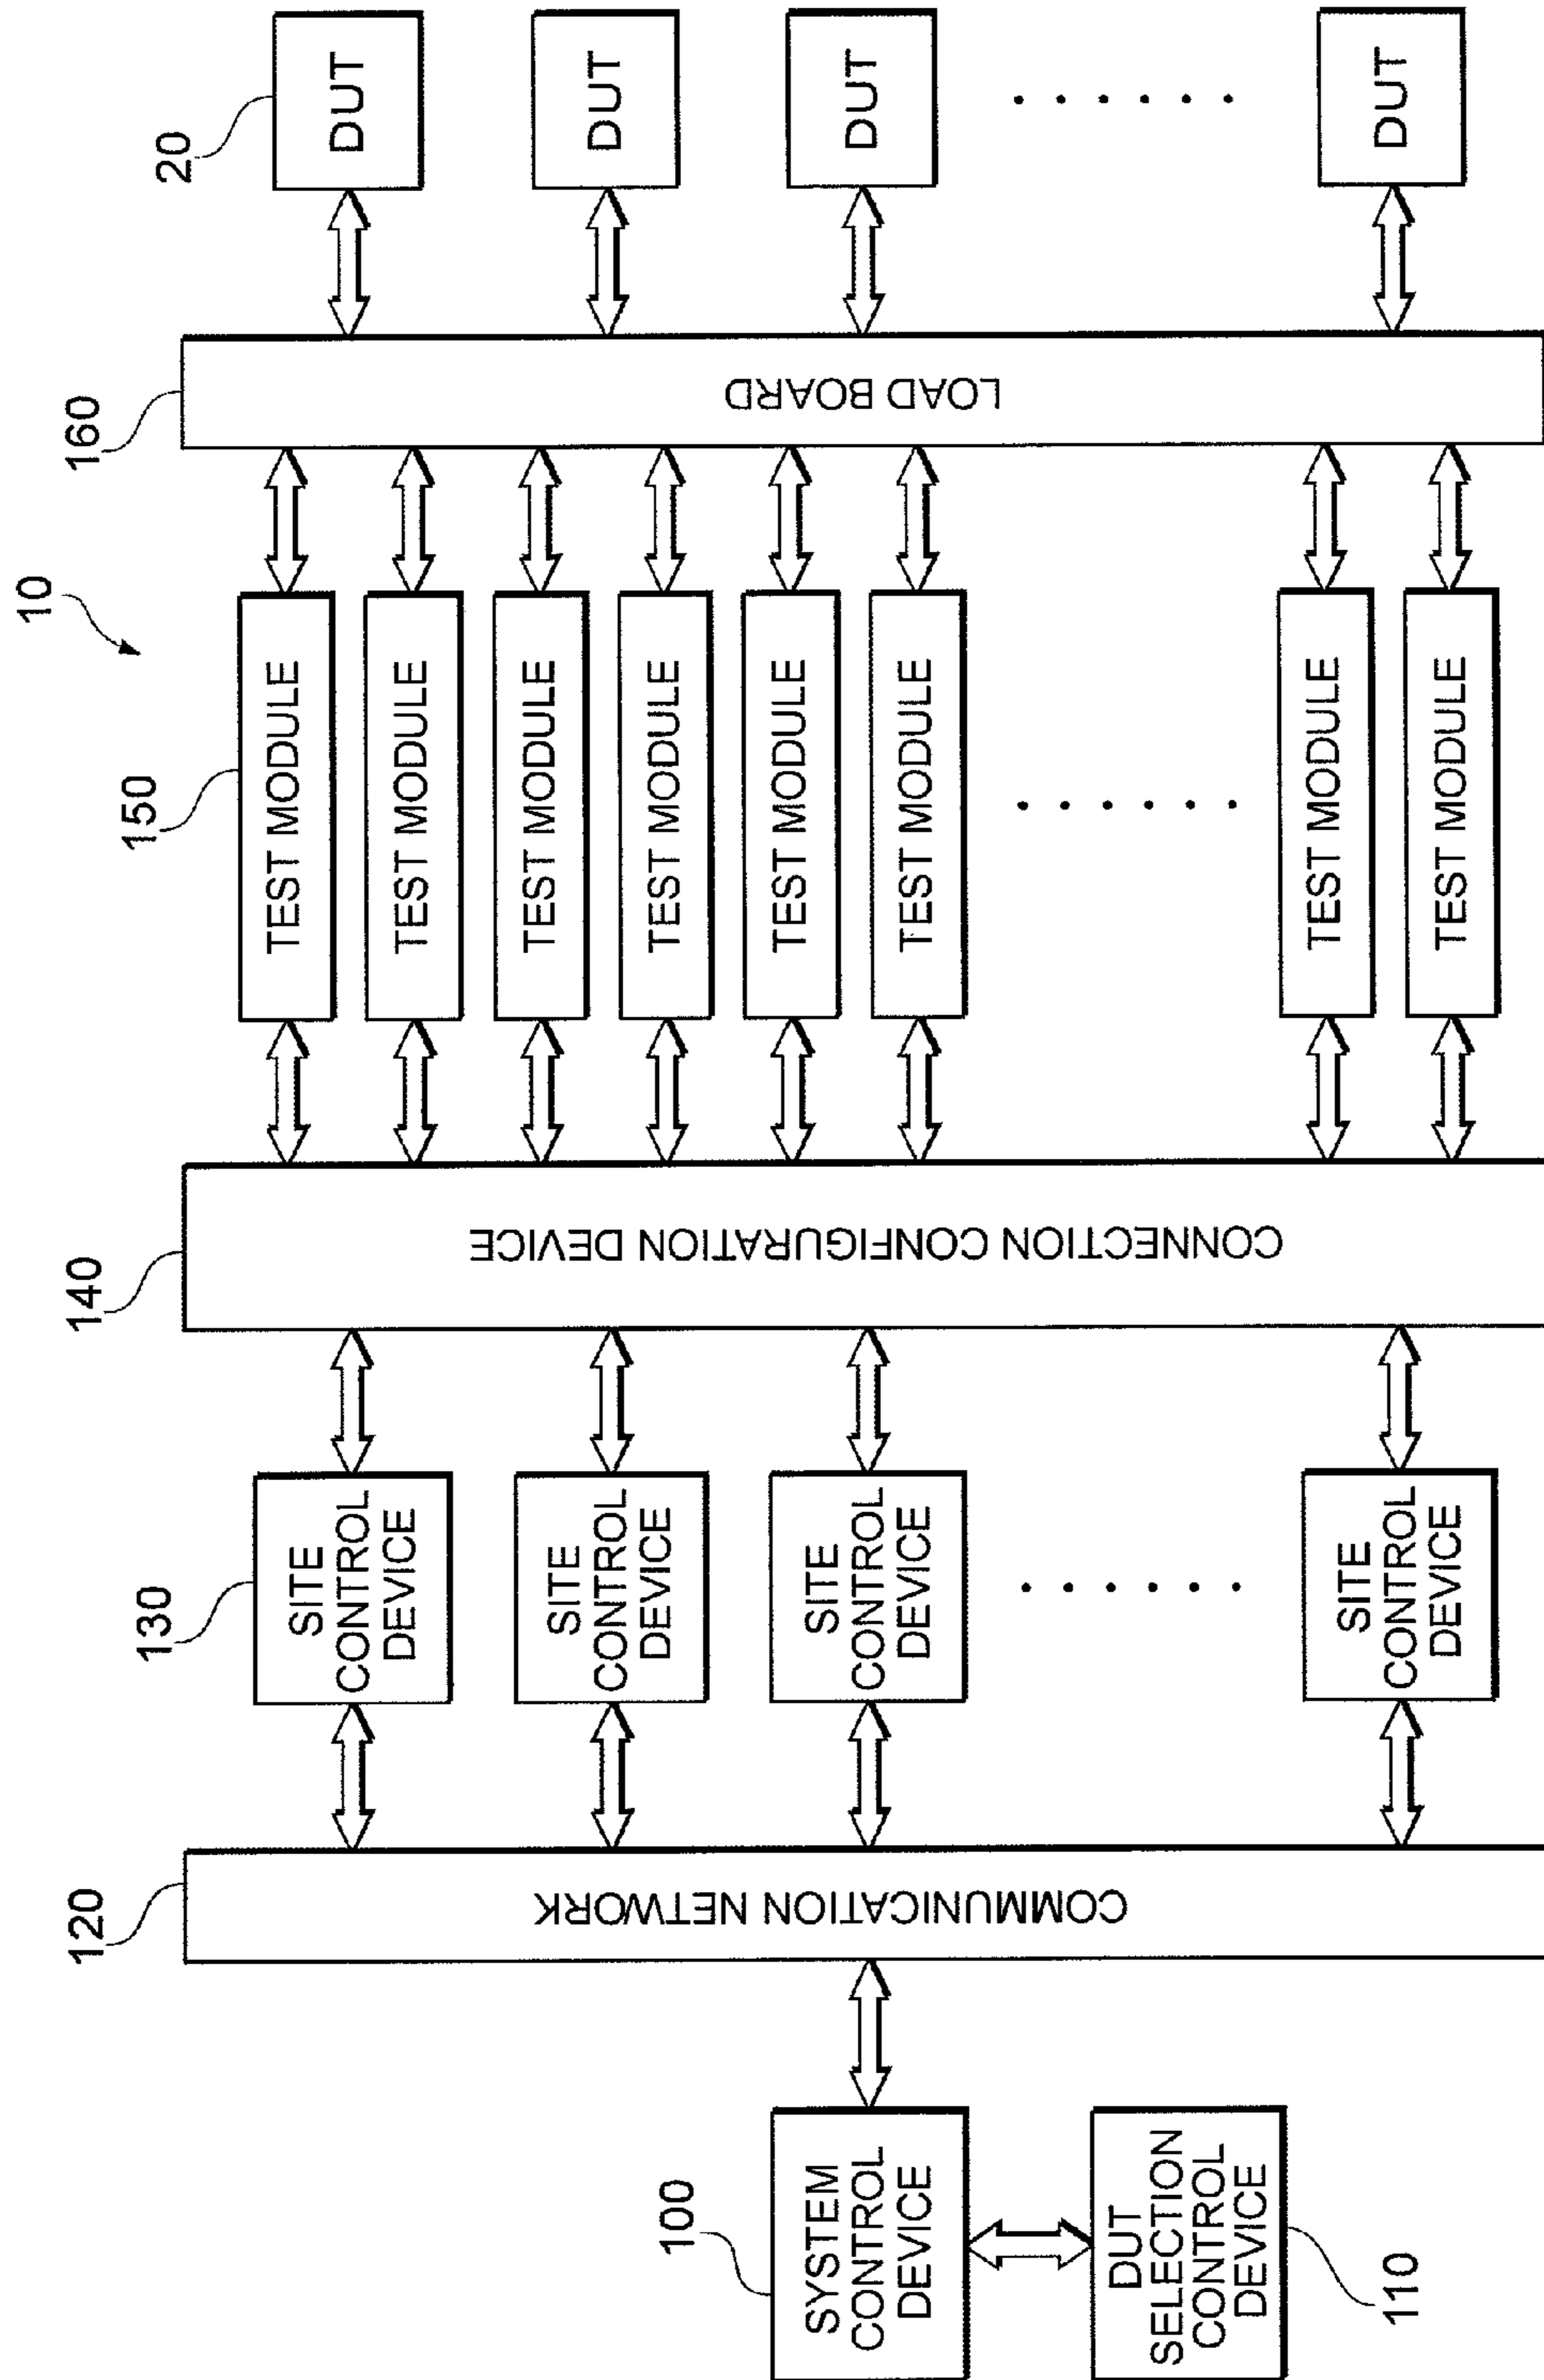 10
100
SYSTEM
CONTROL
DEVICE
110
DUT
SELECTION
CONTROL
DEVICE
120
COMMUNICATION NETWORK
130
SITE
CONTROL
DEVICE
SITE
CONTROL
DEVICE
SITE
CONTROL
DEVICE
SITE
CONTROL
DEVICE
140
CONNECTION CONFIGURATION DEVICE
150
TEST MODULE
TEST MODULE
TEST MODULE
TEST MODULE
TEST MODULE
TEST MODULE
TEST MODULE
TEST MODULE
160
LOAD BOARD
20
DUT
DUT
DUT
DUT